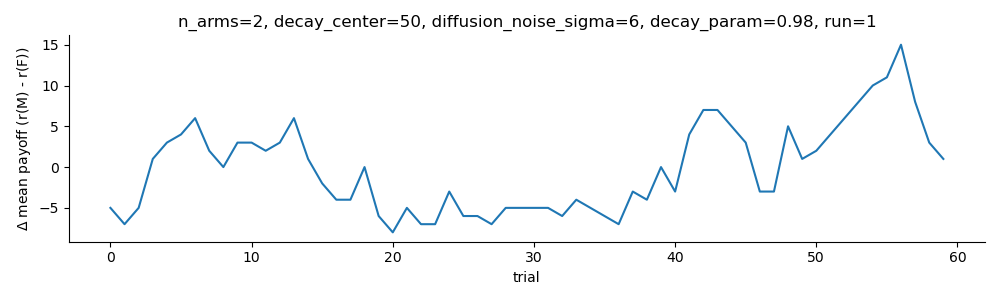 n_arms=2, decay_center=50, diffusion_noise_sigma=6, decay_param=0.98, run=1
Δ mean payoff (r(M) - r(F))
15
10
5
0
−5
0 10 20 30 40 50 60
trial